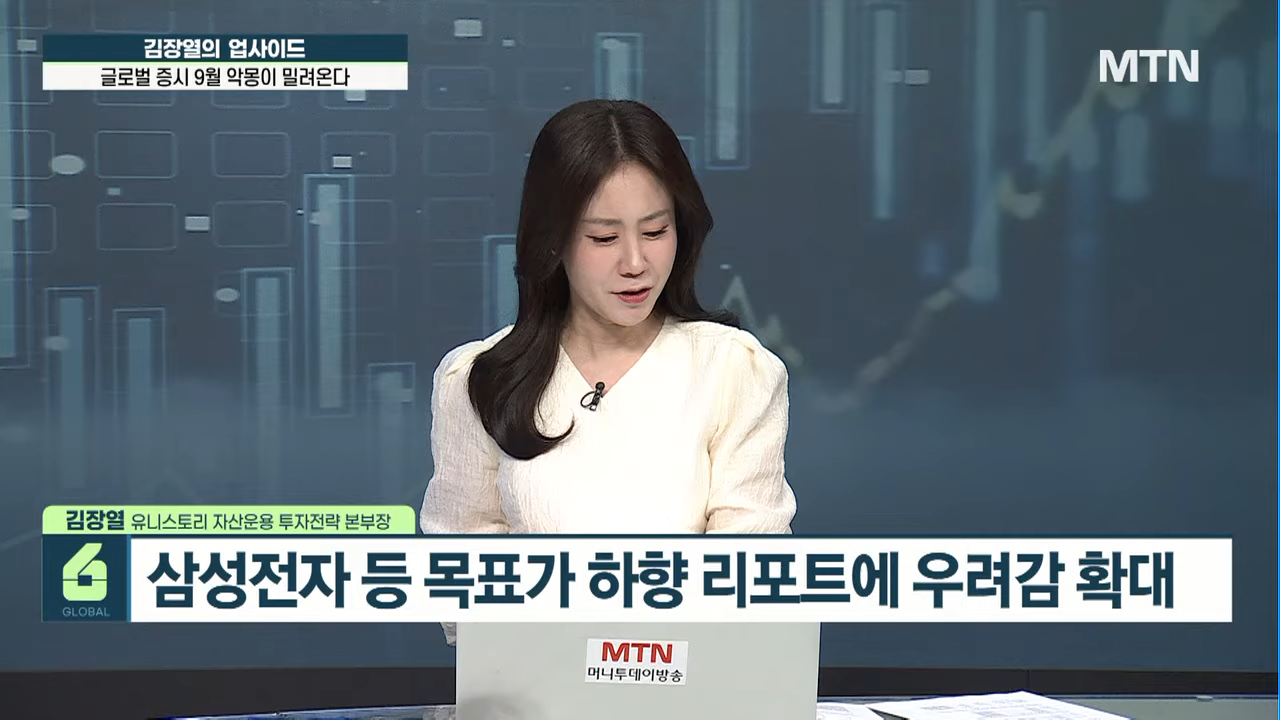 김장열의 업사이드
글로벌 증시 9월 악몽이 밀려온다
MTN
김장열 유니스토리 자산운용 투자전략 본부장
GLOBAL
삼성전자 등 목표가 하향 리포트에 우려감 확대
MTN
머니투데이방송